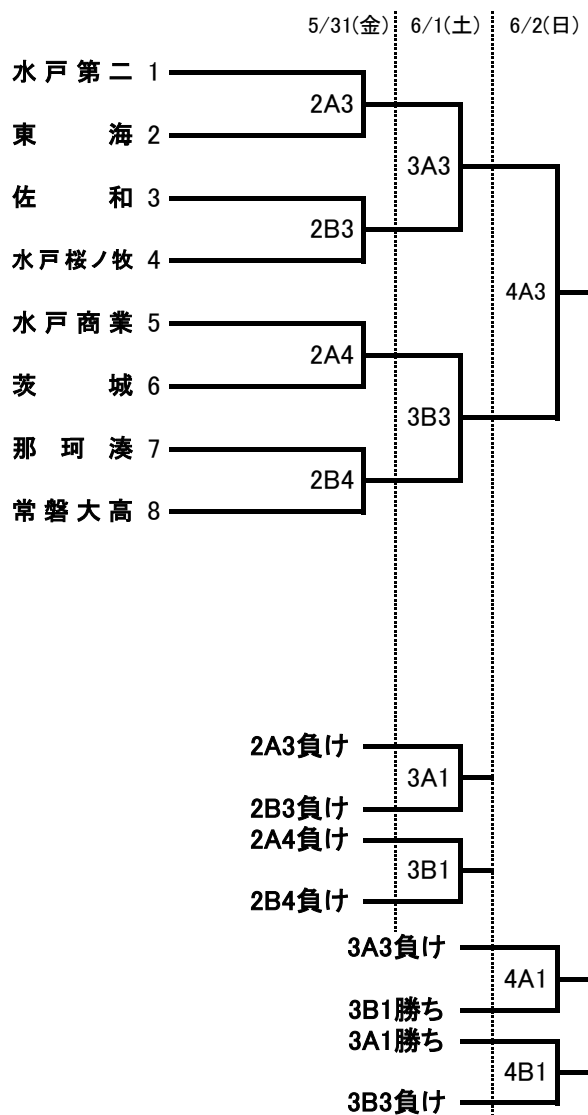 5/31(金) 6/1(土) 6/2(日)
水戸第二 1
2A3
東海 2
3A3
佐和 3
2B3
水戸桜ノ牧 4
4A3
水戸商業 5
2A4
茨城 6
3B3
那珂湊 7
2B4
常磐大高 8
2A3負け
3A1
2B3負け
2A4負け
3B1
2B4負け
3A3負け
4A1
3B1勝ち
3A1勝ち
4B1
3B3負け